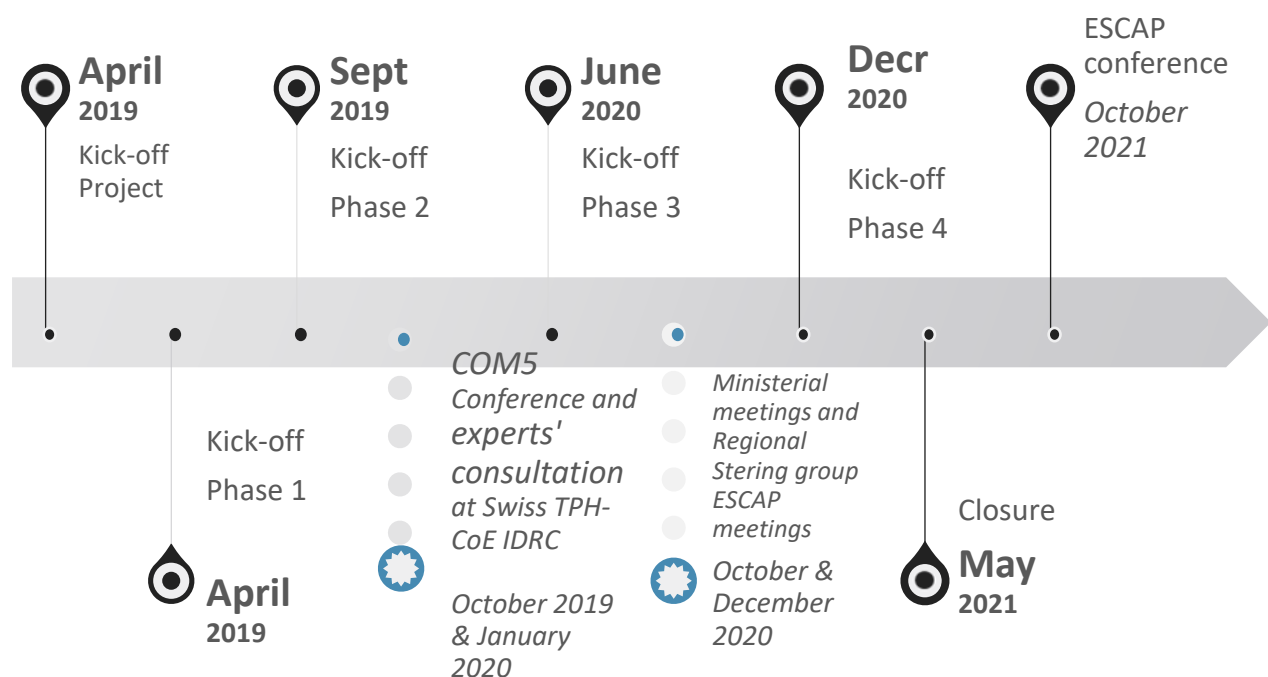 April
2019
Kick-off
Project
Sept
2019
Kick-off
Phase 2
June
2020
Kick-off
Phase 3
Decr
2020
Kick-off
Phase 4
ESCAP
conference
October
2021
Kick-off
Phase 1
April
2019
COM5
Conference and
experts'
consultation
at Swiss TPH-
CoE IDRC
October 2019
& January
2020
Ministerial
meetings and
Regional
Stering group
ESCAP
meetings
October &
December
2020
Closure
May
2021